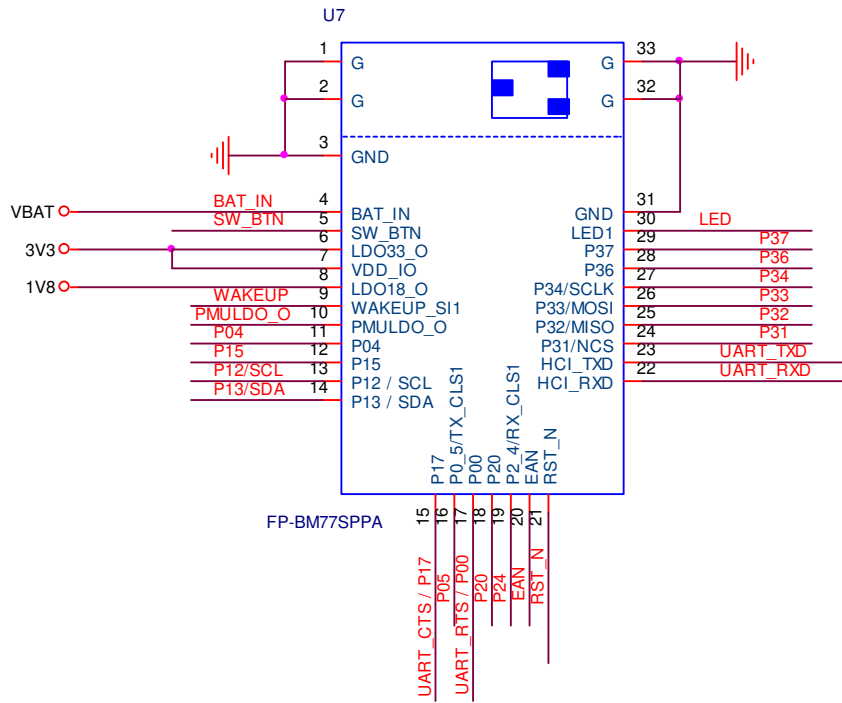 U7
1 G G 33
2 G G 32
3 GND
VBAT BAT_IN 4 BAT_IN GND 31
SW_BTN 5 SW_BTN LED1 30 LED
3V3 6 LDO33_O P37 29 P37
7 VDD_IO P36 28 P36
1V8 8 LDO18_O P34/SCLK 27 P34
WAKEUP 9 WAKEUP_SI1 P33/MOSI 26 P33
PMULDO_O 10 PMULDO_O P32/MISO 25 P32
P04 11 P04 P31/NCS 24 P31
P15 12 P15 HCI_TXD 23 UART_TXD
P12/SCL 13 P12 / SCL HCI_RXD 22 UART_RXD
P13/SDA 14 P13 / SDA
P17
P0_5/TX_CLS1
P00
P20
P2_4/RX_CLS1
EAN
RST_N
FP-BM77SPPA
15
16
17
18
19
20
21
UART_CTS / P17
P05
UART_RTS / P00
P20
P24
EAN
RST_N